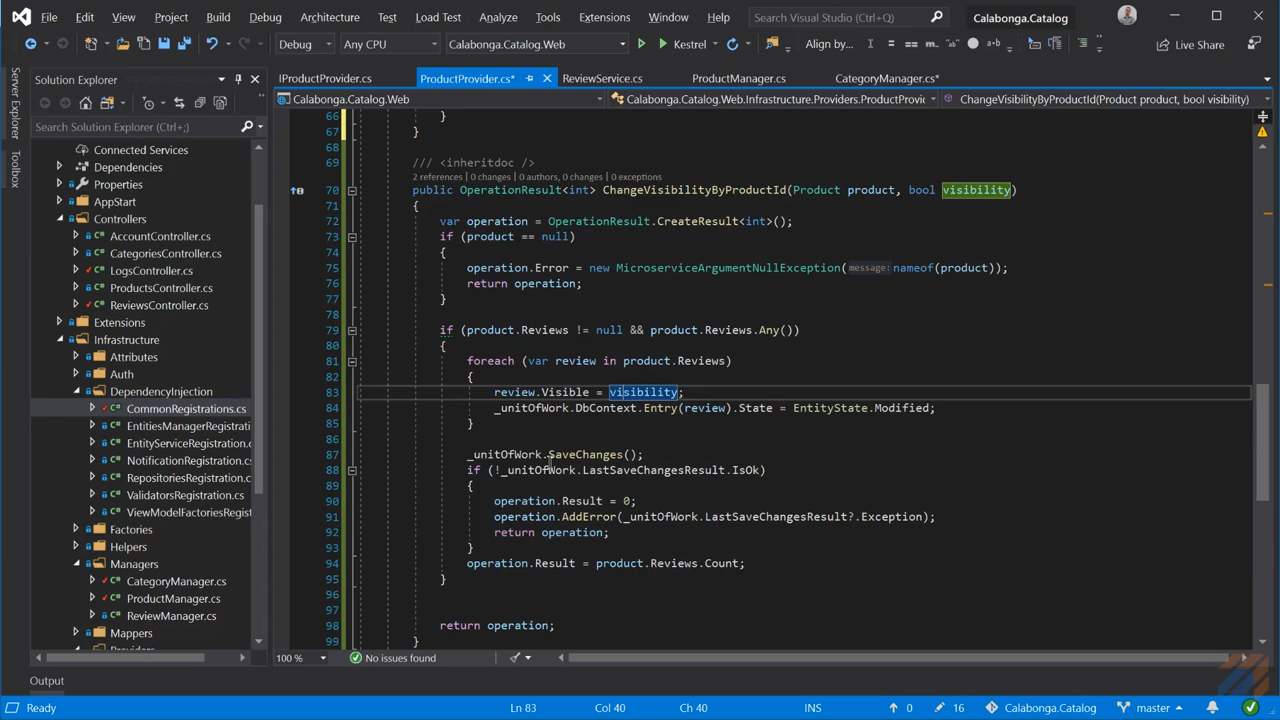 File Edit View Project Build Debug Architecture Test Load Test Analyze Tools Extensions Window Help Search Visual Studio (Ctrl+Q) Calabonga.Catalog
Debug Any CPU Calabonga.Catalog.Web Kestrel Align by... Live Share
Server Explorer
Toolbox
Solution Explorer
Search Solution Explorer (Ctrl+;)
Connected Services
Dependencies
Properties
AppStart
Controllers
AccountController.cs
CategoriesController.cs
LogsController.cs
ProductsController.cs
ReviewsController.cs
Extensions
Infrastructure
Attributes
Auth
DependencyInjection
CommonRegistrations.cs
EntitiesManagerRegistrati
EntityServiceRegistration.
NotificationRegistration.c
RepositoriesRegistration.c
ValidatorsRegistration.cs
ViewModelFactoriesRegist
Factories
Helpers
Managers
CategoryManager.cs
ProductManager.cs
ReviewManager.cs
Mappers
Providers
IProductProvider.cs ProductProvider.cs* ReviewService.cs ProductManager.cs CategoryManager.cs*
Calabonga.Catalog.Web Calabonga.Catalog.Web.Infrastructure.Providers.ProductProvic ChangeVisibilityByProductId(Product product, bool visibility)
66 }
67 }
68
69 /// <inheritdoc />
2 references | 0 changes | 0 authors, 0 changes | 0 exceptions
70 public OperationResult<int> ChangeVisibilityByProductId(Product product, bool visibility)
71 {
72 var operation = OperationResult.CreateResult<int>();
73 if (product == null)
74 {
75 operation.Error = new MicroserviceArgumentNullException(message: nameof(product));
76 return operation;
77 }
78
79 if (product.Reviews != null && product.Reviews.Any())
80 {
81 foreach (var review in product.Reviews)
82 {
83 review.Visible = visibility;
84 _unitOfWork.DbContext.Entry(review).State = EntityState.Modified;
85 }
86
87 _unitOfWork.SaveChanges();
88 if (!_unitOfWork.LastSaveChangesResult.IsOk)
89 {
90 operation.Result = 0;
91 operation.AddError(_unitOfWork.LastSaveChangesResult?.Exception);
92 return operation;
93 }
94 operation.Result = product.Reviews.Count;
95 }
96
97
98 return operation;
99 }
100 % No issues found
Output
Ready Ln 83 Col 40 Ch 40 INS 0 16 Calabonga.Catalog master